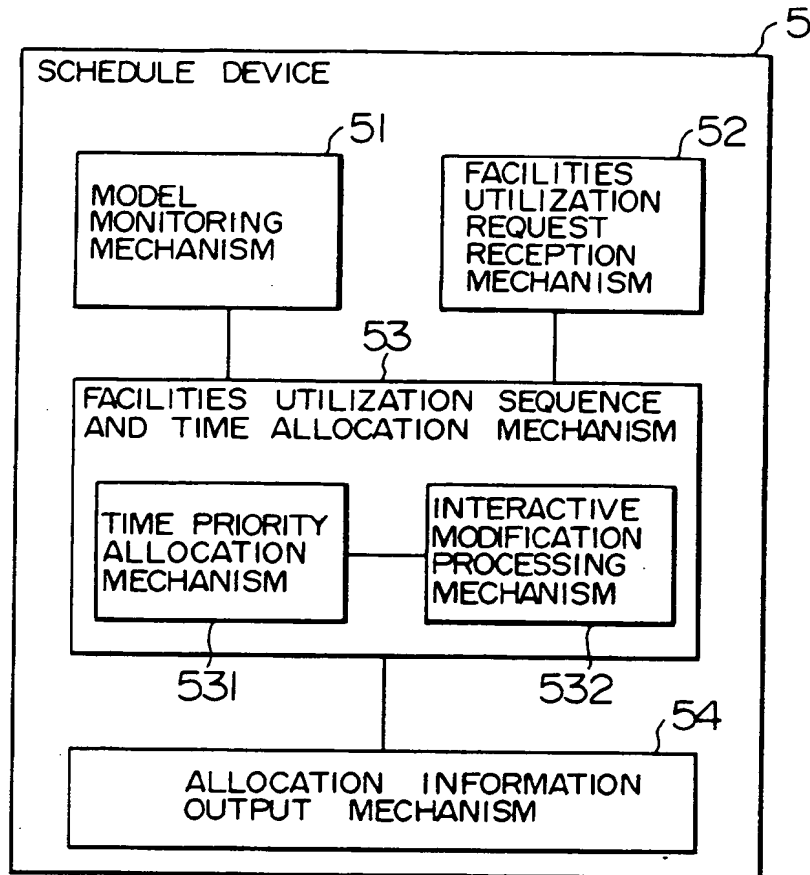 5
SCHEDULE DEVICE
51
MODEL
MONITORING
MECHANISM
52
FACILITIES
UTILIZATION
REQUEST
RECEPTION
MECHANISM
53
FACILITIES UTILIZATION SEQUENCE
AND TIME ALLOCATION MECHANISM
TIME PRIORITY
ALLOCATION
MECHANISM
INTERACTIVE
MODIFICATION
PROCESSING
MECHANISM
531
532
54
ALLOCATION INFORMATION
OUTPUT MECHANISM